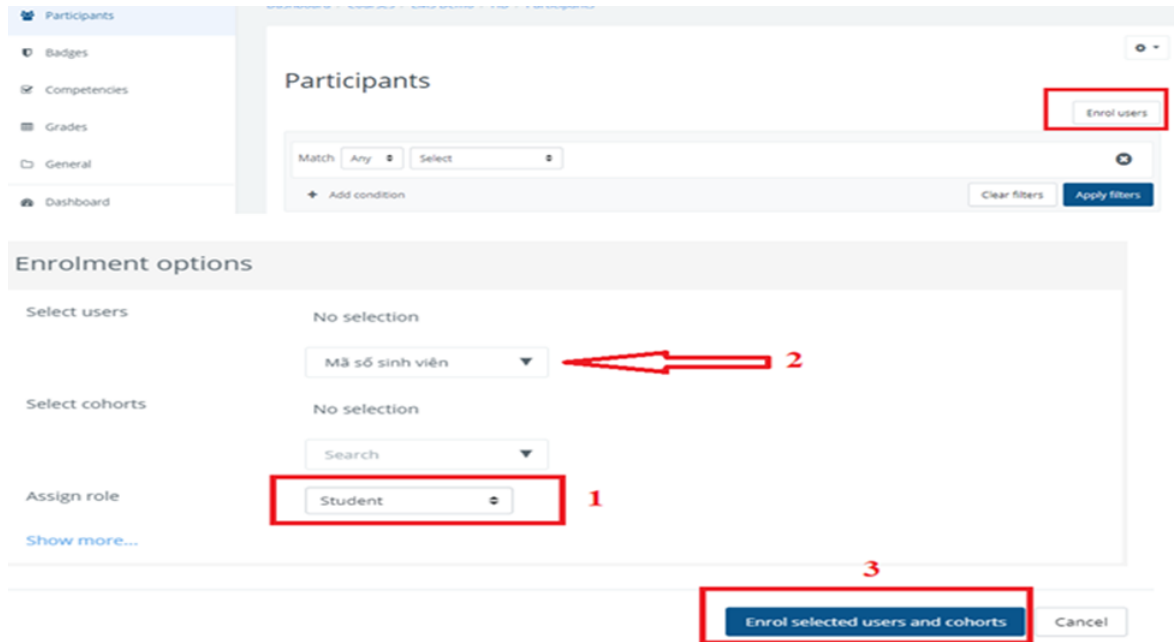 Participants
Badges
Competencies
Grades
General
Dashboard
Participants
Enrol users
Match Any Select
+ Add condition
Clear filters Apply filters
Enrolment options
Select users No selection
Mã số sinh viên
2
Select cohorts No selection
Search
Assign role Student
1
Show more...
3
Enrol selected users and cohorts Cancel